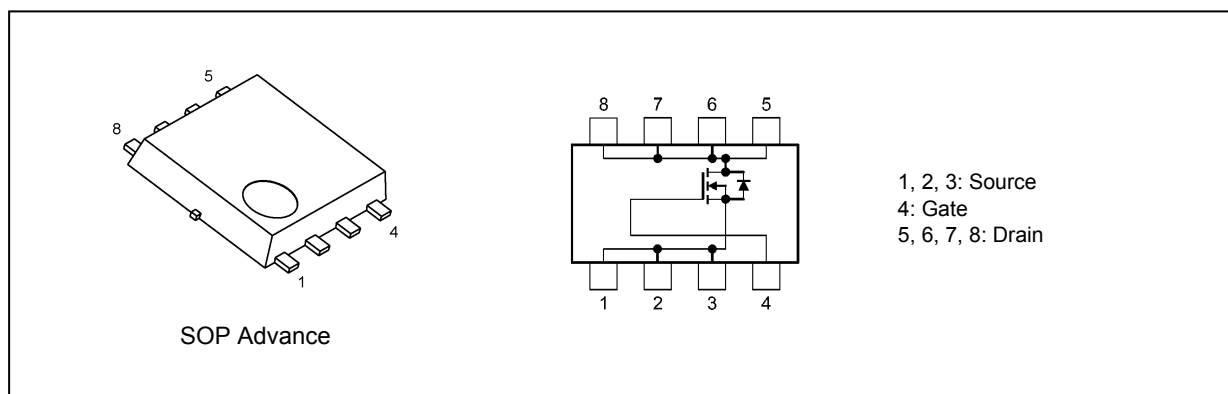 5
8
4
1
SOP Advance
8 7 6 5
1 2 3 4
1, 2, 3: Source
4: Gate
5, 6, 7, 8: Drain